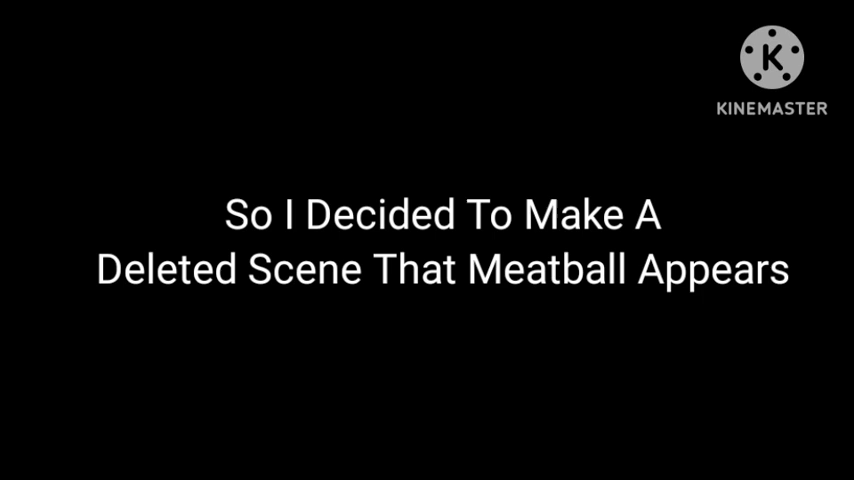 K
KINEMASTER
So I Decided To Make A
Deleted Scene That Meatball Appears